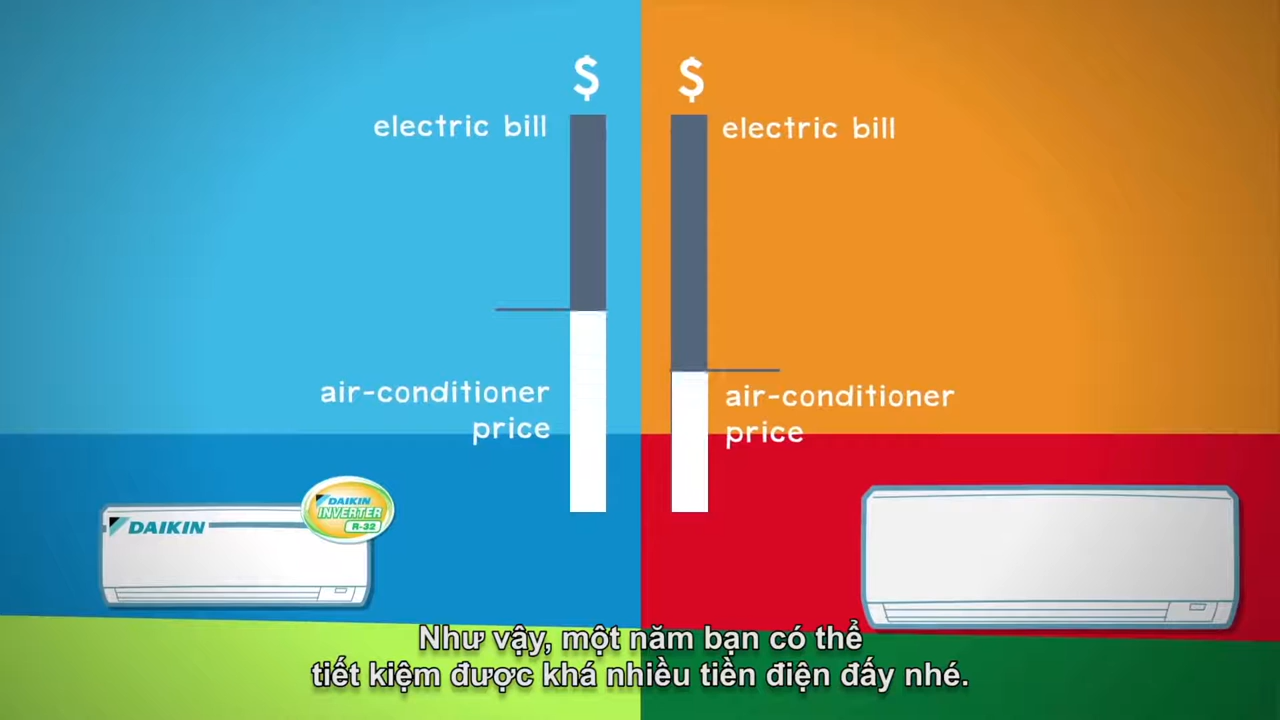 $
electric bill
air-conditioner
price
$
electric bill
air-conditioner
price
DAIKIN
DAIKIN
INVERTER
R-32
Như vậy, một năm bạn có thể
tiết kiệm được khá nhiều tiền điện đấy nhé.